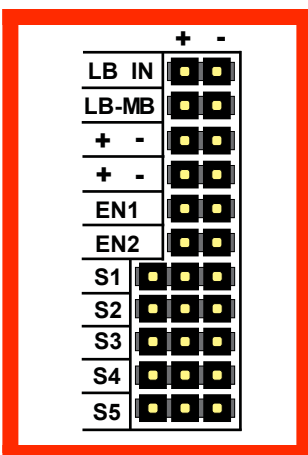 + -
LB IN
LB-MB
+ -
+ -
EN1
EN2
S1
S2
S3
S4
S5